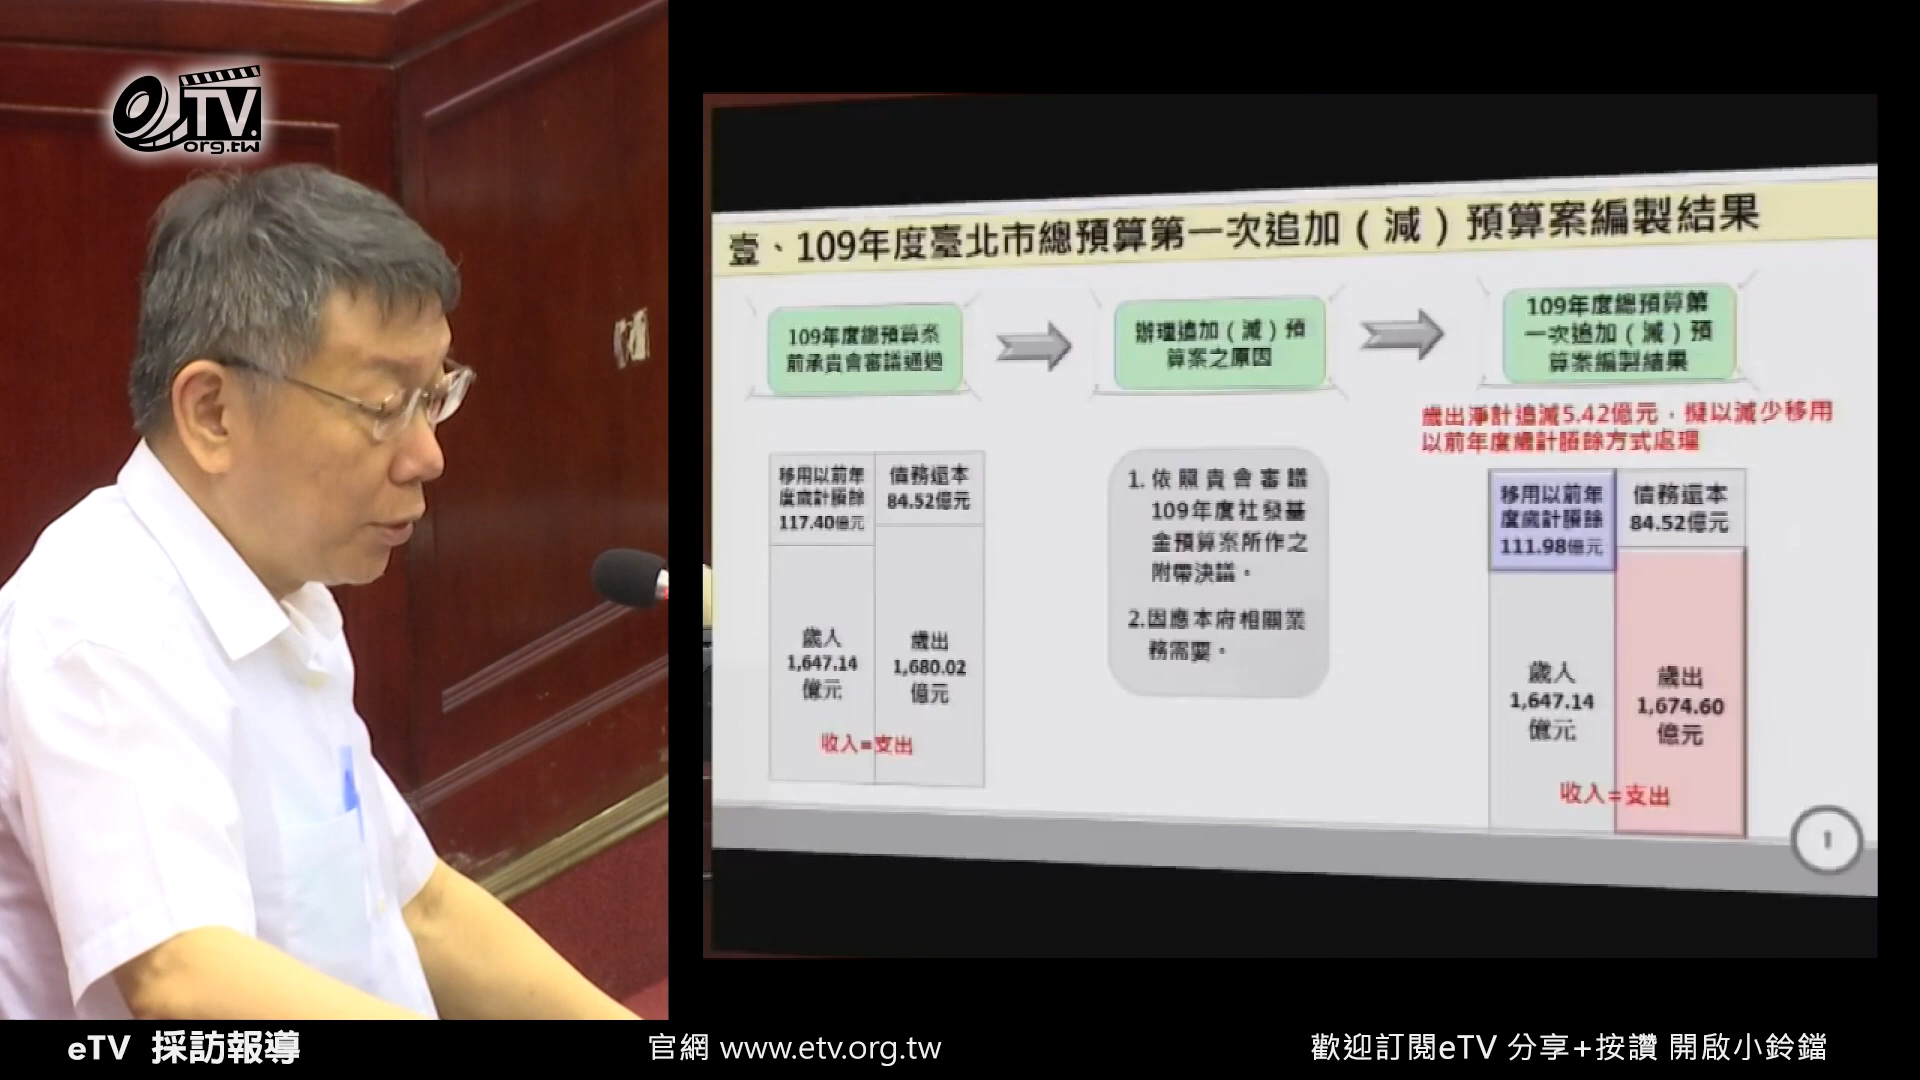 eTV.
org.tw
壹、109年度臺北市總預算第一次追加(減)預算案編製結果
109年度總預算案
前承貴會審議通過
辦理追加(減)預
算案之原因
109年度總預算第
一次追加(減)預
算案編製結果
歲出淨計追減5.42億元,擬以減少移用
以前年度歲計賸餘方式處理
移用以前年
度歲計賸餘
117.40億元
債務還本
84.52億元
歲入
1,647.14
億元
歲出
1,680.02
億元
收入=支出
1.依照貴會審議
109年度社發基
金預算案所作之
附帶決議。
2.因應本府相關業
務需要。
移用以前年
度歲計賸餘
111.98億元
債務還本
84.52億元
歲入
1,647.14
億元
歲出
1,674.60
億元
收入=支出
1
eTV 採訪報導
官網 www.etv.org.tw
歡迎訂閱eTV 分享+按讚 開啟小鈴鐺